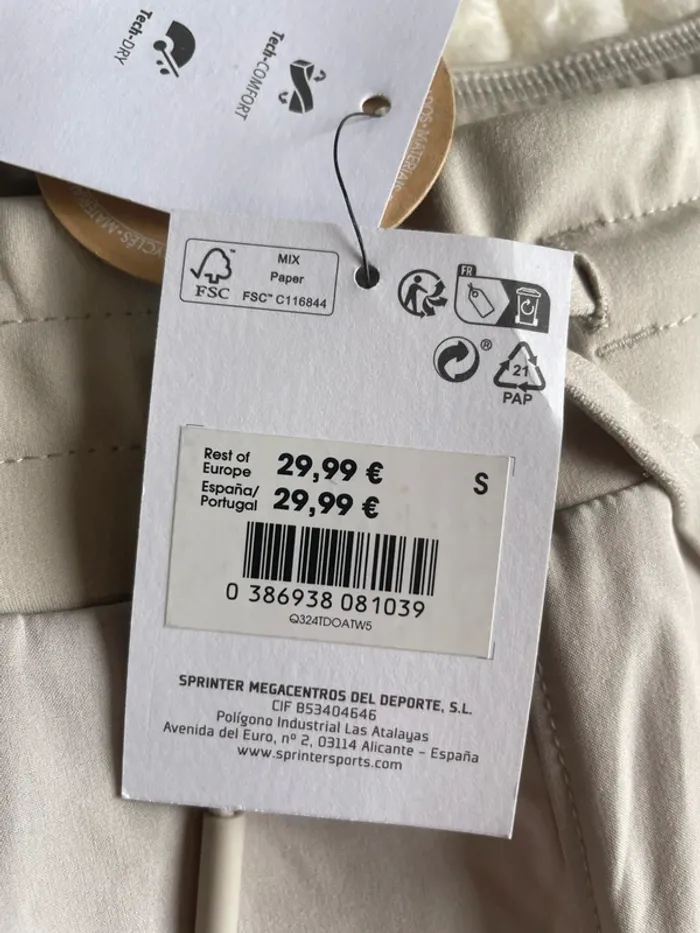 Tech-DRY
Tech-COMFORT
MIX
Paper
FSC™ C116844
FSC
FR
®
21
PAP
Rest of
Europe
29,99 €
S
España/
Portugal
29,99 €
0 386938 081039
Q324TDOATW5
SPRINTER MEGACENTROS DEL DEPORTE, S.L.
CIF B53404646
Polígono Industrial Las Atalayas
Avenida del Euro, nº 2, 03114 Alicante - España
www.sprintersports.com